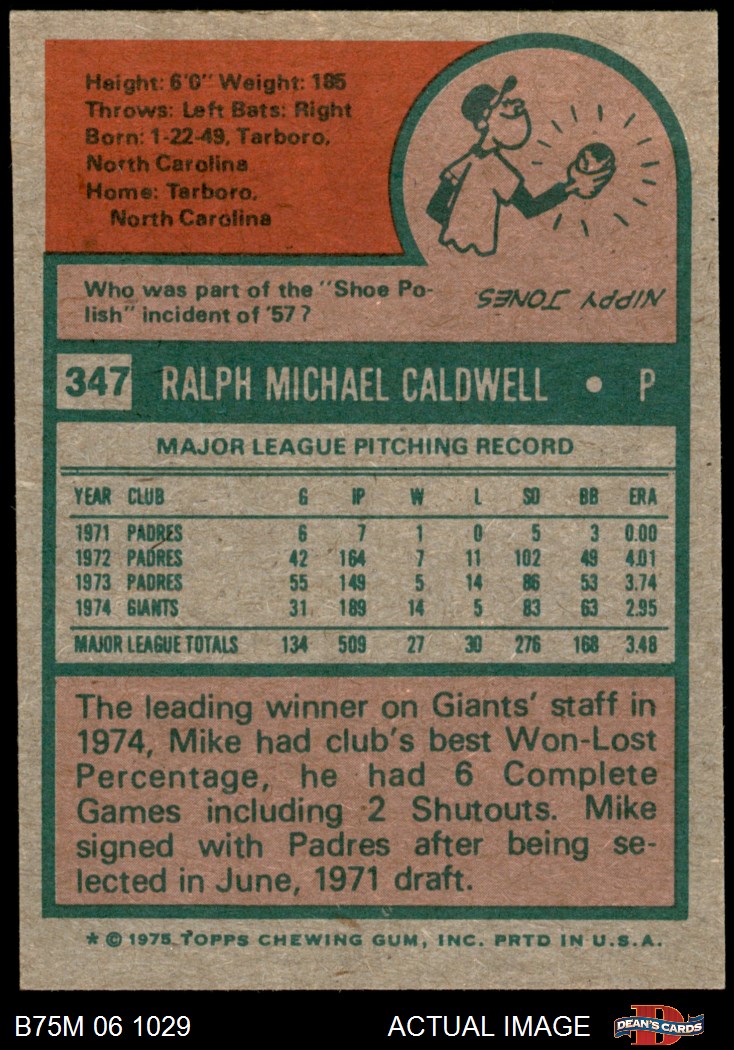 Height: 6'0" Weight: 185
Throws: Left Bats: Right
Born: 1-22-49, Tarboro,
North Carolina
Home: Tarboro,
North Carolina
Who was part of the "Shoe Po-
lish" incident of '57?
NIPPY JONES
347 RALPH MICHAEL CALDWELL • P
MAJOR LEAGUE PITCHING RECORD
YEAR CLUB G IP W L SO BB ERA
1971 PADRES 6 7 1 0 5 3 0.00
1972 PADRES 42 164 7 11 102 49 4.01
1973 PADRES 55 149 5 14 86 53 3.74
1974 GIANTS 31 189 14 5 83 63 2.95
MAJOR LEAGUE TOTALS 134 509 27 30 276 168 3.48
The leading winner on Giants' staff in
1974, Mike had club's best Won-Lost
Percentage, he had 6 Complete
Games including 2 Shutouts. Mike
signed with Padres after being se-
lected in June, 1971 draft.
* © 1975 TOPPS CHEWING GUM, INC. PRTD IN U.S.A.
B75M 06 1029 ACTUAL IMAGE DEAN'S CARDS